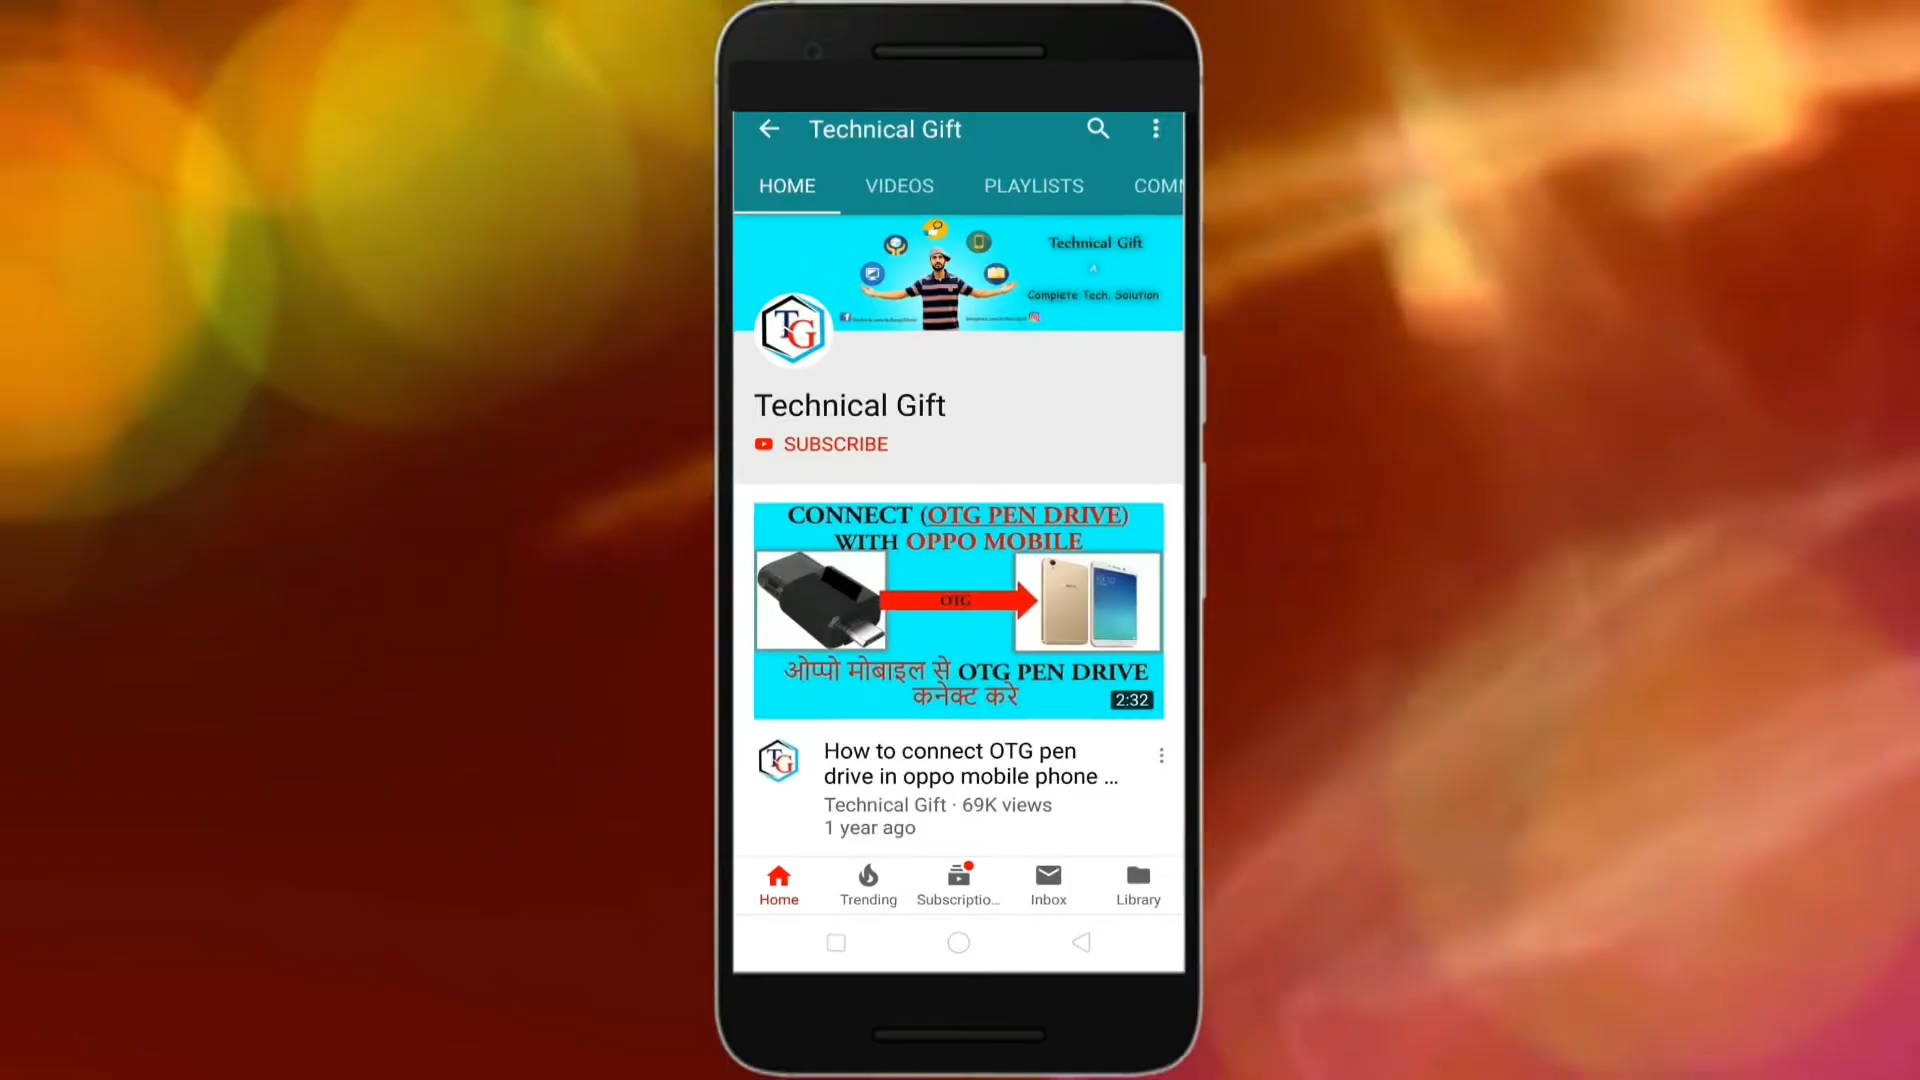 Technical Gift
HOME VIDEOS PLAYLISTS COMM
Technical Gift
A
Complete Tech. Solution
TG
Technical Gift
SUBSCRIBE
CONNECT (OTG PEN DRIVE)
WITH OPPO MOBILE
OTG
ओप्पो मोबाइल से OTG PEN DRIVE
कनेक्ट करे
2:32
TG
How to connect OTG pen
drive in oppo mobile phone ...
Technical Gift · 69K views
1 year ago
Home Trending Subscriptio... Inbox Library